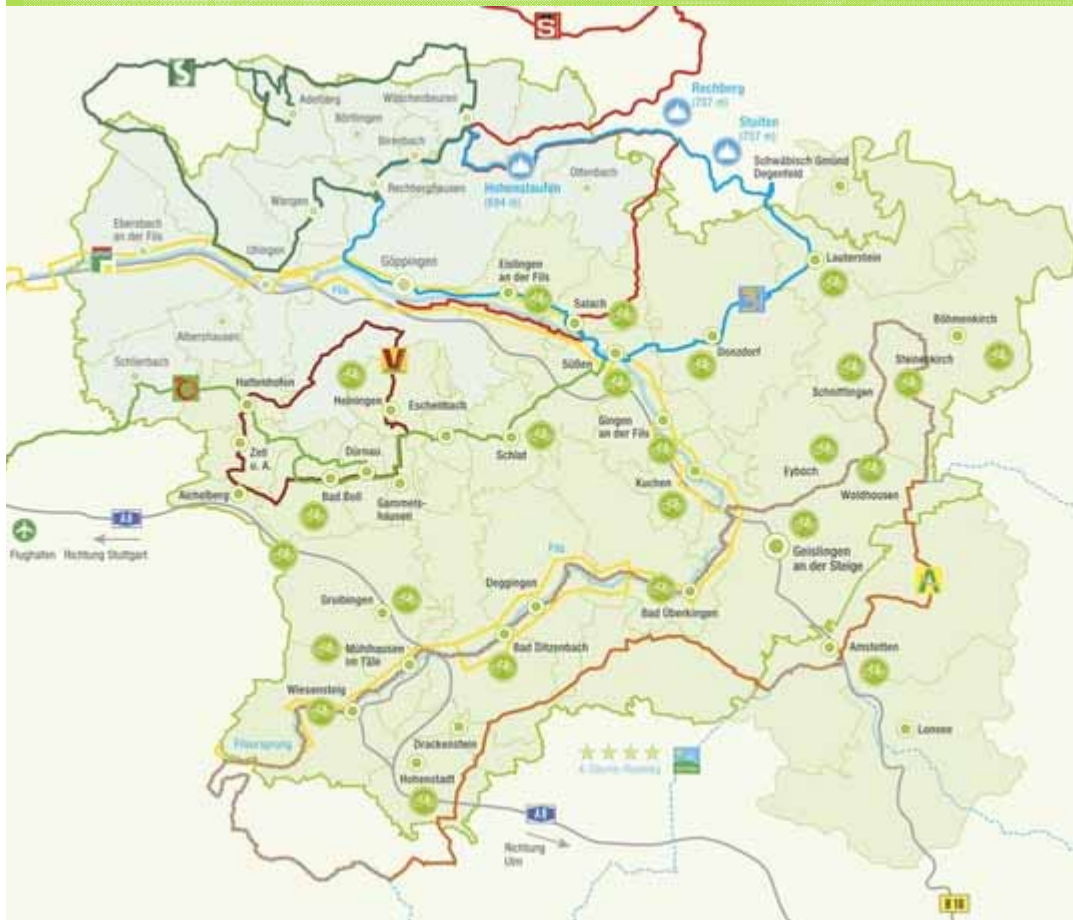 S
S
Rechberg
(707 m)
Stuifen
(757 m)
Adelberg
Wäschenbeuren
Börtlingen
Birenbach
Schwäbisch Gmünd
Degenfeld
Rechberghausen
Hohenstaufen
(684 m)
Ottenbach
Wangen
Ebersbach
an der Fils
Uhingen
F
Göppingen
Eislingen
an der Fils
Lauterstein
Fils
Salach
Böhmenkirch
Albershausen
Donzdorf
Süßen
Steinenkirch
Schlierbach
V
C
Hattenhofen
Heiningen
Schnittlingen
Eschenbach
Gingen
an der Fils
Zell
u. A.
Dürnau
Schlat
Eybach
Kuchen
Aichelberg
Bad Boll
Gammels-
hausen
Waldhausen
A8
Flughafen
Richtung Stuttgart
Geislingen
an der Steige
Fils
Deggingen
A
Gruibingen
Bad Überkingen
Mühlhausen
im Täle
Bad Ditzenbach
Amstetten
Wiesensteig
Filsursprung
Drackenstein
Lonsee
Hohenstadt
A8
Richtung
Ulm
B 10